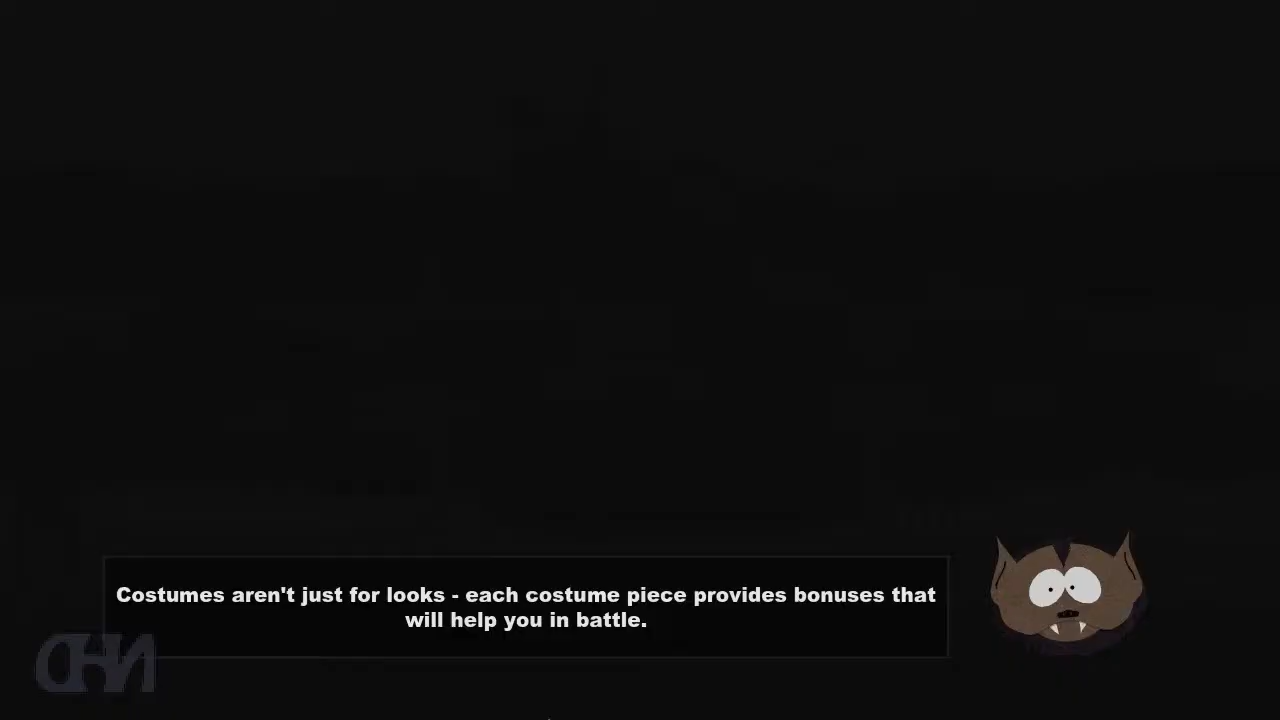 Costumes aren't just for looks - each costume piece provides bonuses that
will help you in battle.